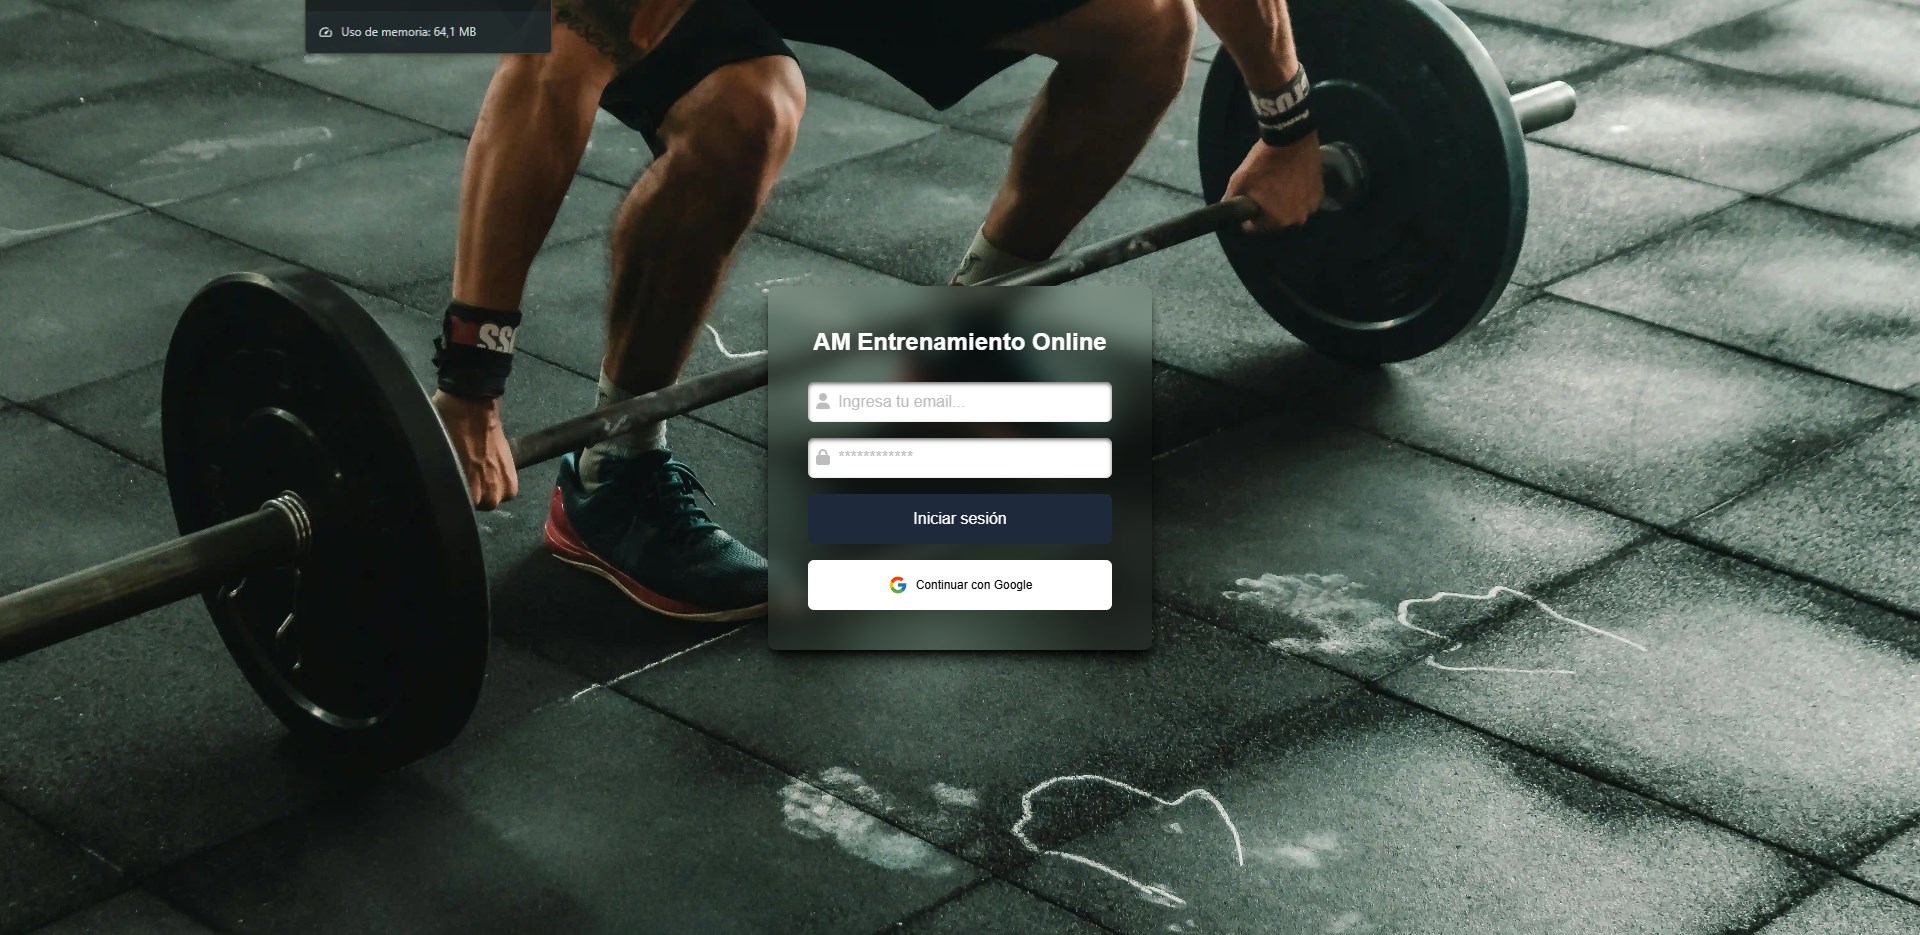 Uso de memoria: 64,1 MB
AM Entrenamiento Online
Ingresa tu email...
************
Iniciar sesión
Continuar con Google